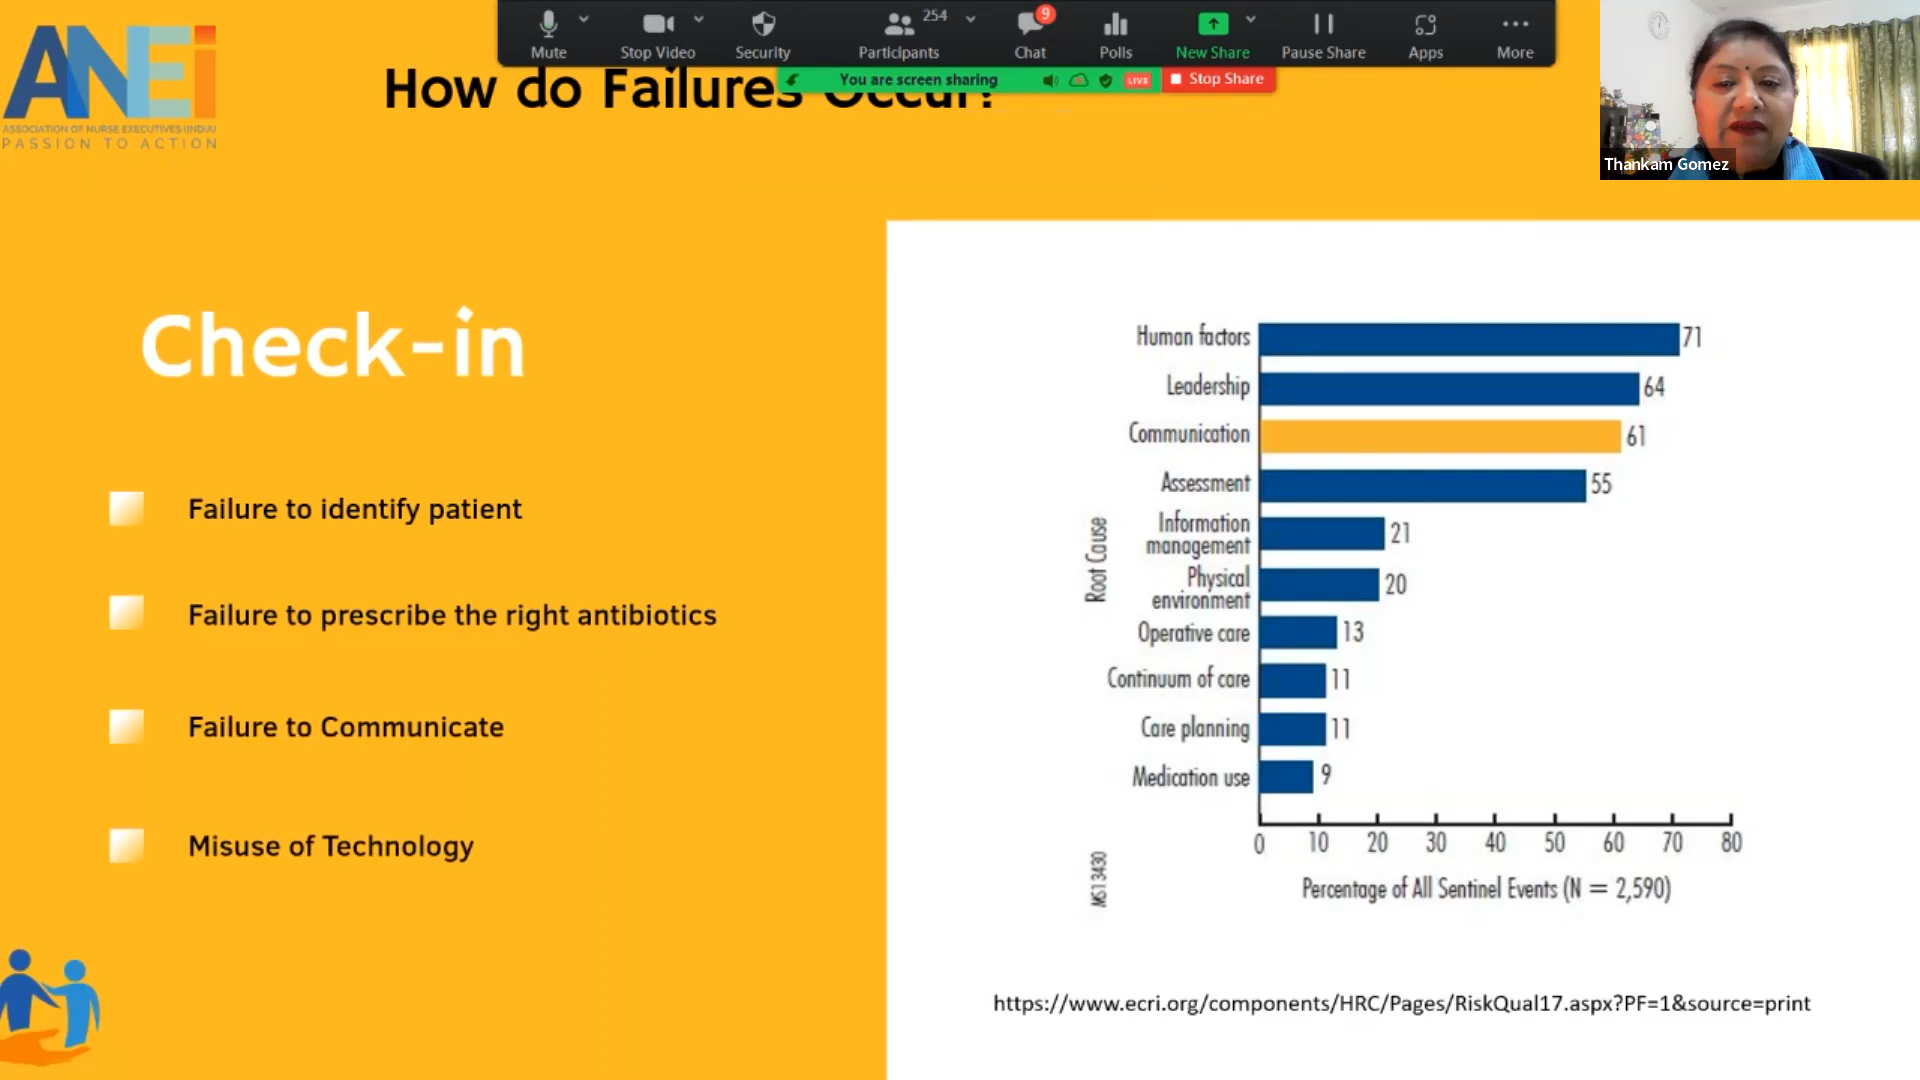 Mute
Stop Video
Security
254
Participants
9
Chat
Polls
New Share
Pause Share
Apps
More
You are screen sharing
LIVE
Stop Share
Thankam Gomez
ANEi
ASSOCIATION OF NURSE EXECUTIVES (INDIA)
PASSION TO ACTION
How do Failures Occur?
Check-in
Failure to identify patient
Failure to prescribe the right antibiotics
Failure to Communicate
Misuse of Technology
Root Cause
Human factors 71
Leadership 64
Communication 61
Assessment 55
Information
management 21
Physical
environment 20
Operative care 13
Continuum of care 11
Care planning 11
Medication use 9
0 10 20 30 40 50 60 70 80
Percentage of All Sentinel Events (N = 2,590)
MS13430
https://www.ecri.org/components/HRC/Pages/RiskQual17.aspx?PF=1&source=print